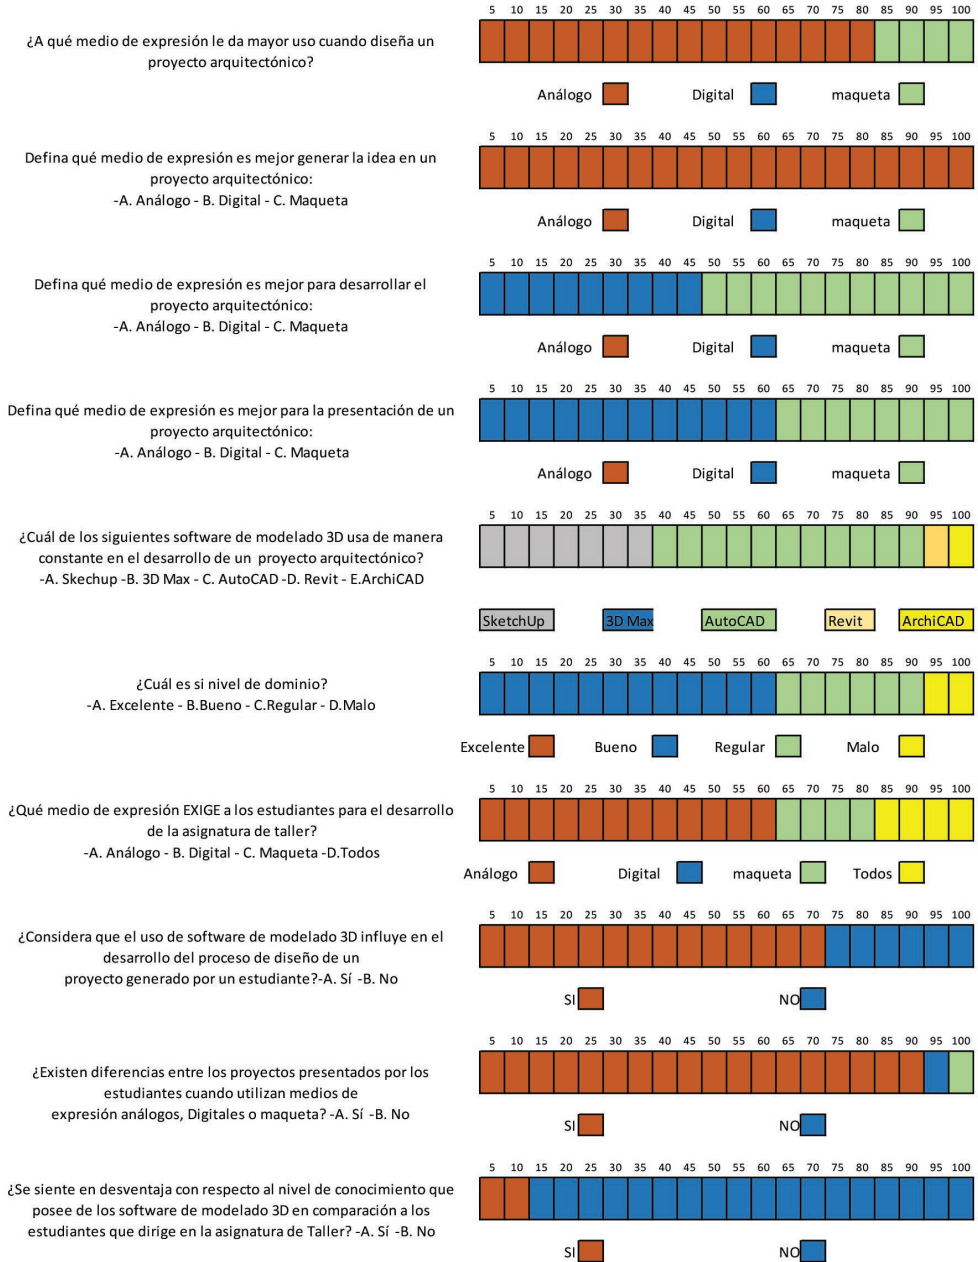 5 10 15 20 25 30 35 40 45 50 55 60 65 70 75 80 85 90 95 100
¿A qué medio de expresión le da mayor uso cuando diseña un
proyecto arquitectónico?
Análogo Digital maqueta
5 10 15 20 25 30 35 40 45 50 55 60 65 70 75 80 85 90 95 100
Defina qué medio de expresión es mejor generar la idea en un
proyecto arquitectónico:
-A. Análogo - B. Digital - C. Maqueta
Análogo Digital maqueta
5 10 15 20 25 30 35 40 45 50 55 60 65 70 75 80 85 90 95 100
Defina qué medio de expresión es mejor para desarrollar el
proyecto arquitectónico:
-A. Análogo - B. Digital - C. Maqueta
Análogo Digital maqueta
5 10 15 20 25 30 35 40 45 50 55 60 65 70 75 80 85 90 95 100
Defina qué medio de expresión es mejor para la presentación de un
proyecto arquitectónico:
-A. Análogo - B. Digital - C. Maqueta
Análogo Digital maqueta
5 10 15 20 25 30 35 40 45 50 55 60 65 70 75 80 85 90 95 100
¿Cuál de los siguientes software de modelado 3D usa de manera
constante en el desarrollo de un proyecto arquitectónico?
-A. Skechup -B. 3D Max - C. AutoCAD -D. Revit - E.ArchiCAD
SketchUp 3D Max AutoCAD Revit ArchiCAD
5 10 15 20 25 30 35 40 45 50 55 60 65 70 75 80 85 90 95 100
¿Cuál es si nivel de dominio?
-A. Excelente - B.Bueno - C.Regular - D.Malo
Excelente Bueno Regular Malo
5 10 15 20 25 30 35 40 45 50 55 60 65 70 75 80 85 90 95 100
¿Qué medio de expresión EXIGE a los estudiantes para el desarrollo
de la asignatura de taller?
-A. Análogo - B. Digital - C. Maqueta -D.Todos
Análogo Digital maqueta Todos
5 10 15 20 25 30 35 40 45 50 55 60 65 70 75 80 85 90 95 100
¿Considera que el uso de software de modelado 3D influye en el
desarrollo del proceso de diseño de un
proyecto generado por un estudiante?-A. Sí -B. No
SI NO
5 10 15 20 25 30 35 40 45 50 55 60 65 70 75 80 85 90 95 100
¿Existen diferencias entre los proyectos presentados por los
estudiantes cuando utilizan medios de
expresión análogos, Digitales o maqueta? -A. Sí -B. No
SI NO
5 10 15 20 25 30 35 40 45 50 55 60 65 70 75 80 85 90 95 100
¿Se siente en desventaja con respecto al nivel de conocimiento que
posee de los software de modelado 3D en comparación a los
estudiantes que dirige en la asignatura de Taller? -A. Sí -B. No
SI NO